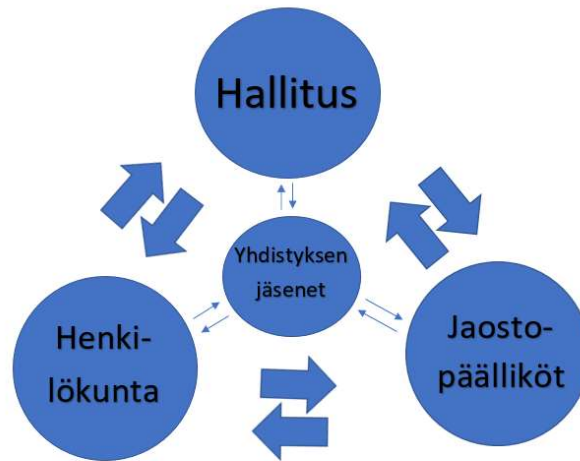 Hallitus
Yhdistyksen
jäsenet
Henki-
lökunta
Jaosto-
päälliköt